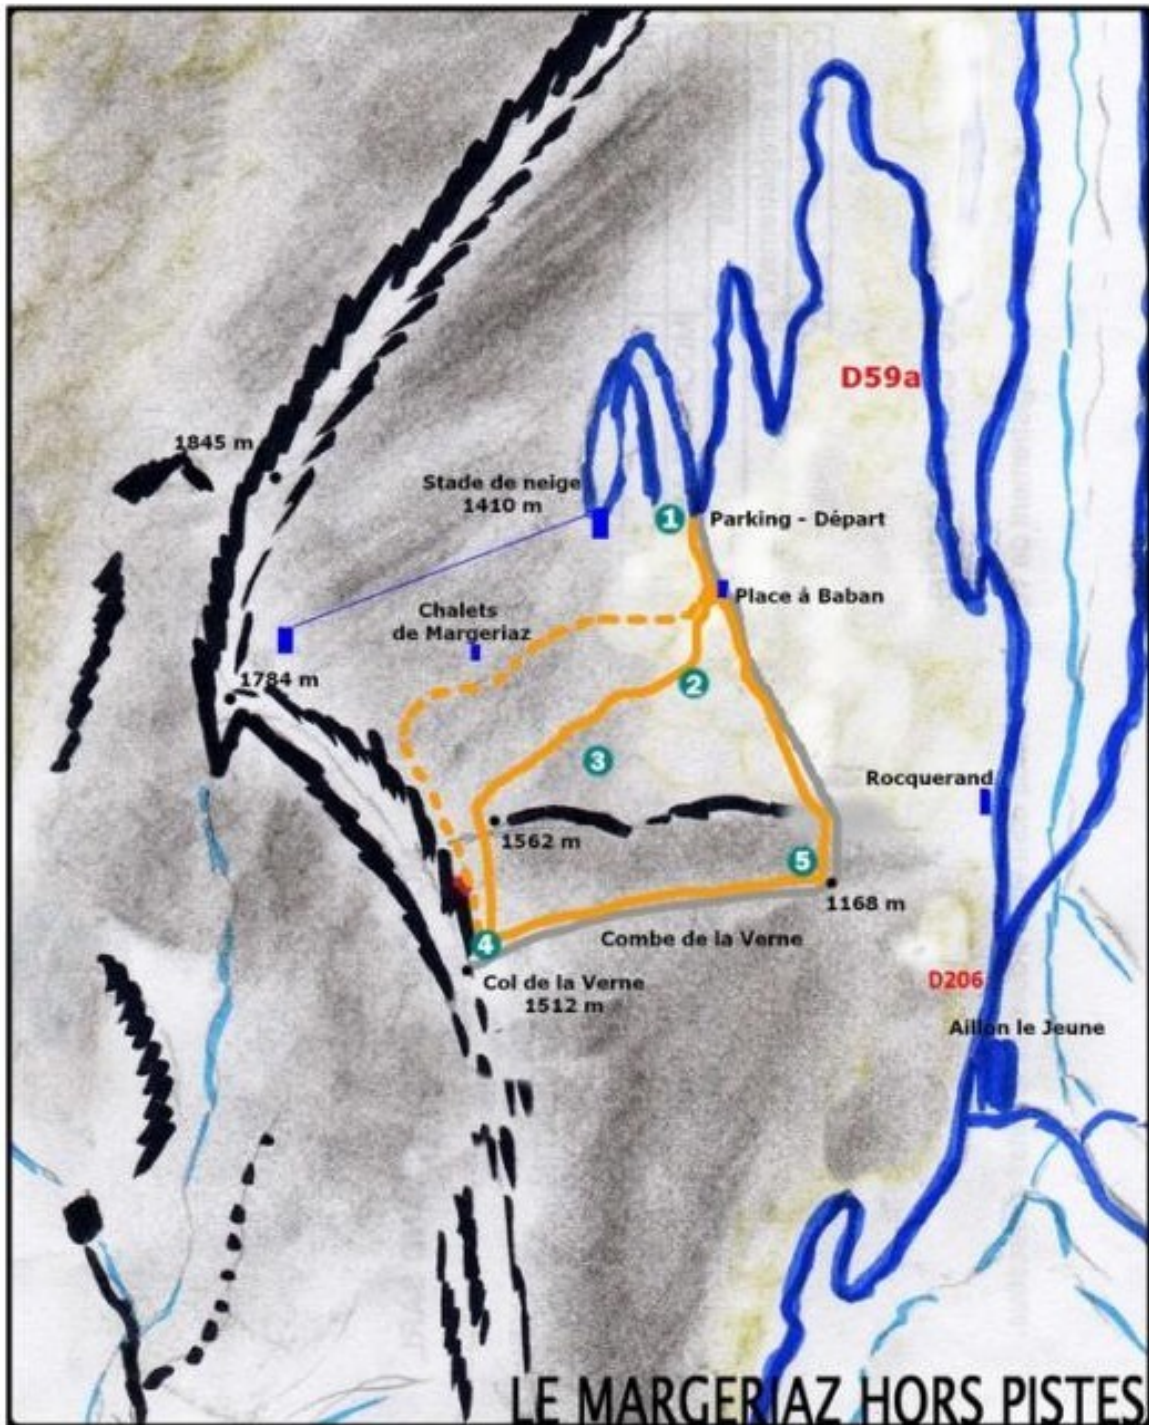 D59a
1845 m
Stade de neige
1410 m
1
Parking - Départ
Place á Baban
Chalets
de Margeriaz
1784 m
2
3
Rocquerand
1562 m
5
1168 m
4
Combe de la Verne
Col de la Verne
1512 m
D206
Aillon le Jeune
LE MARGERIAZ HORS PISTES